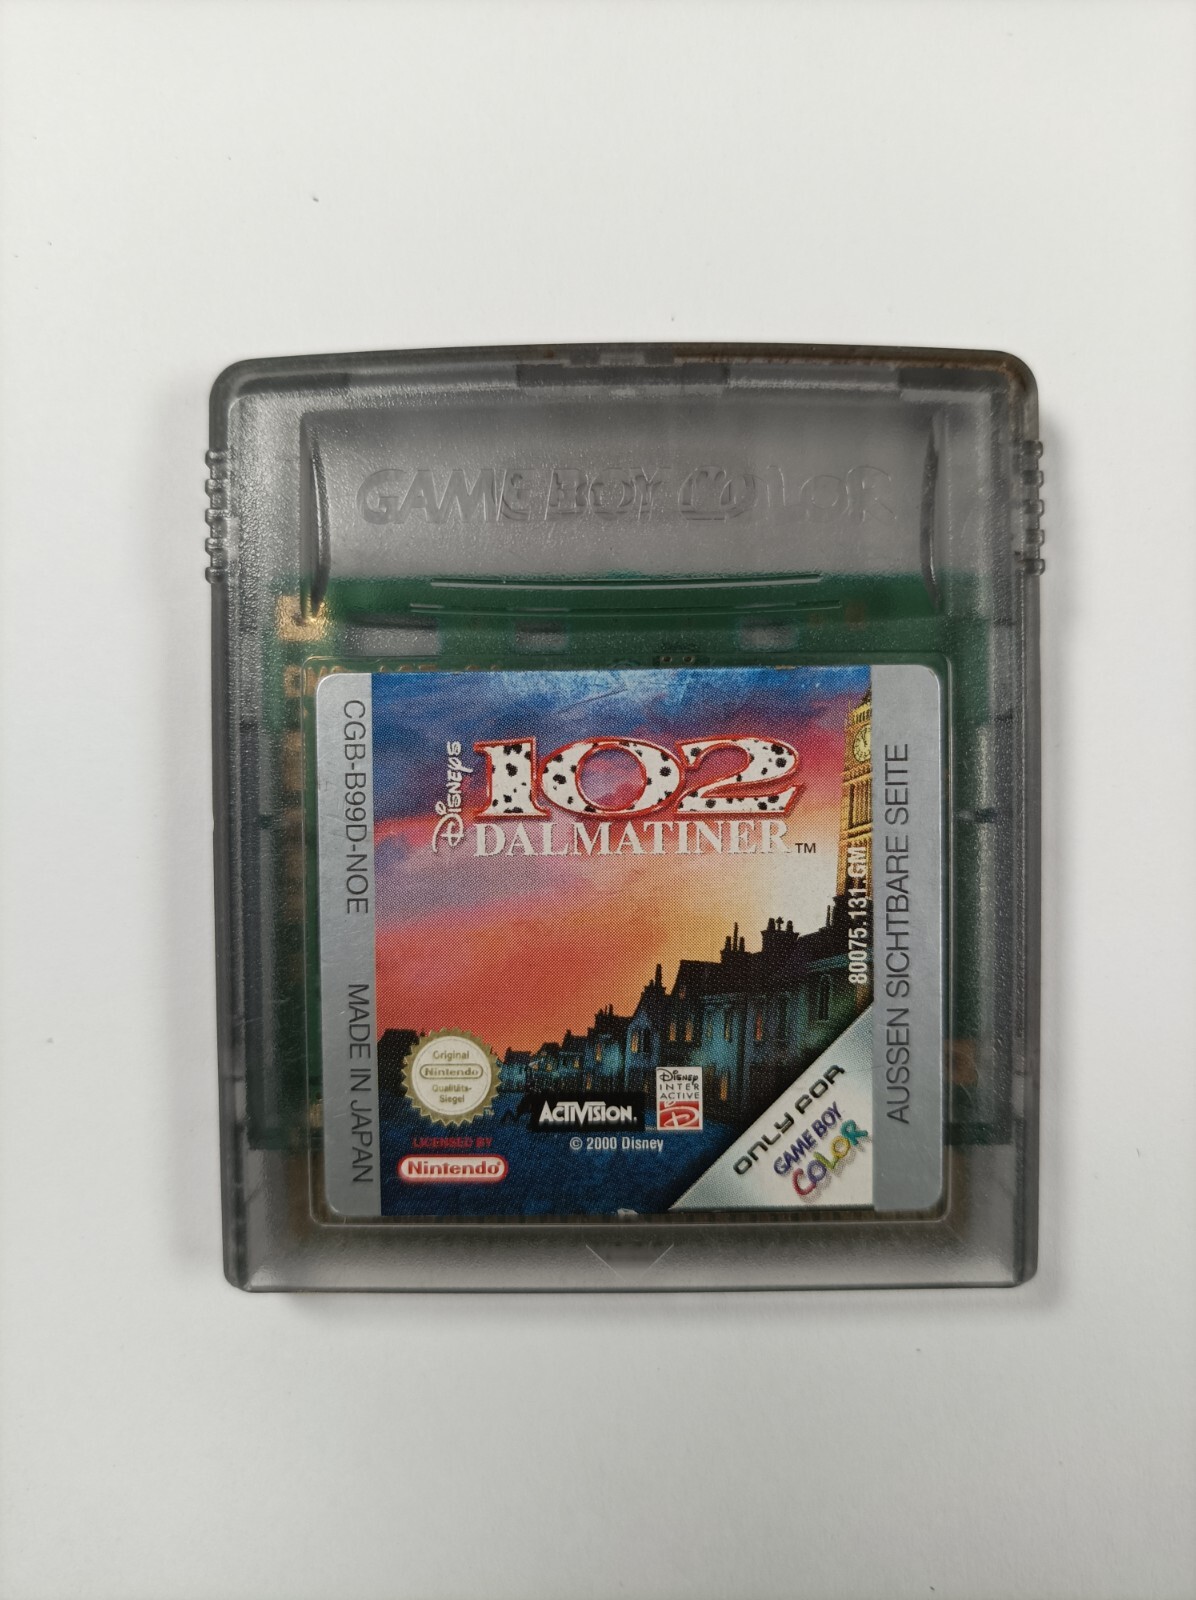 GAME BOY COLOR
CGB-B99D-NOE MADE IN JAPAN
Disney's
102
DALMATINER™
80075.131.GM
AUSSEN SICHTBARE SEITE
Original
Nintendo
Qualitäts-
Siegel
™
LICENSED BY
Nintendo®
ACTIVISION.
Disney
INTER
ACTIVE
D
© 2000 Disney
ONLY FOR
GAME BOY
COLOR